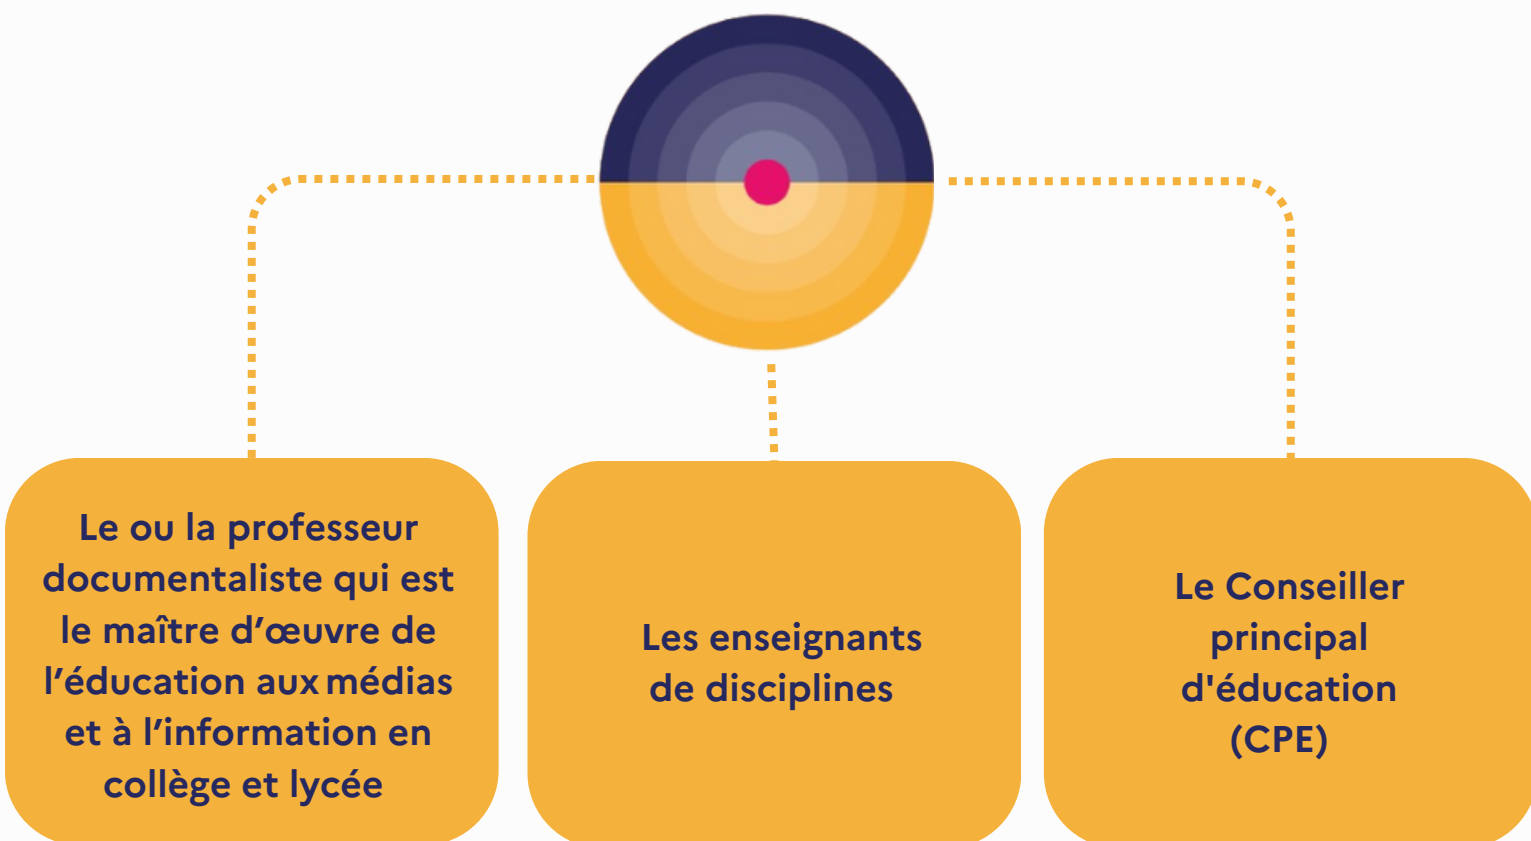 Le ou la professeur
documentaliste qui est
le maître d’œuvre de
l’éducation aux médias
et à l’information en
collège et lycée
Les enseignants
de disciplines
Le Conseiller
principal
d'éducation
(CPE)